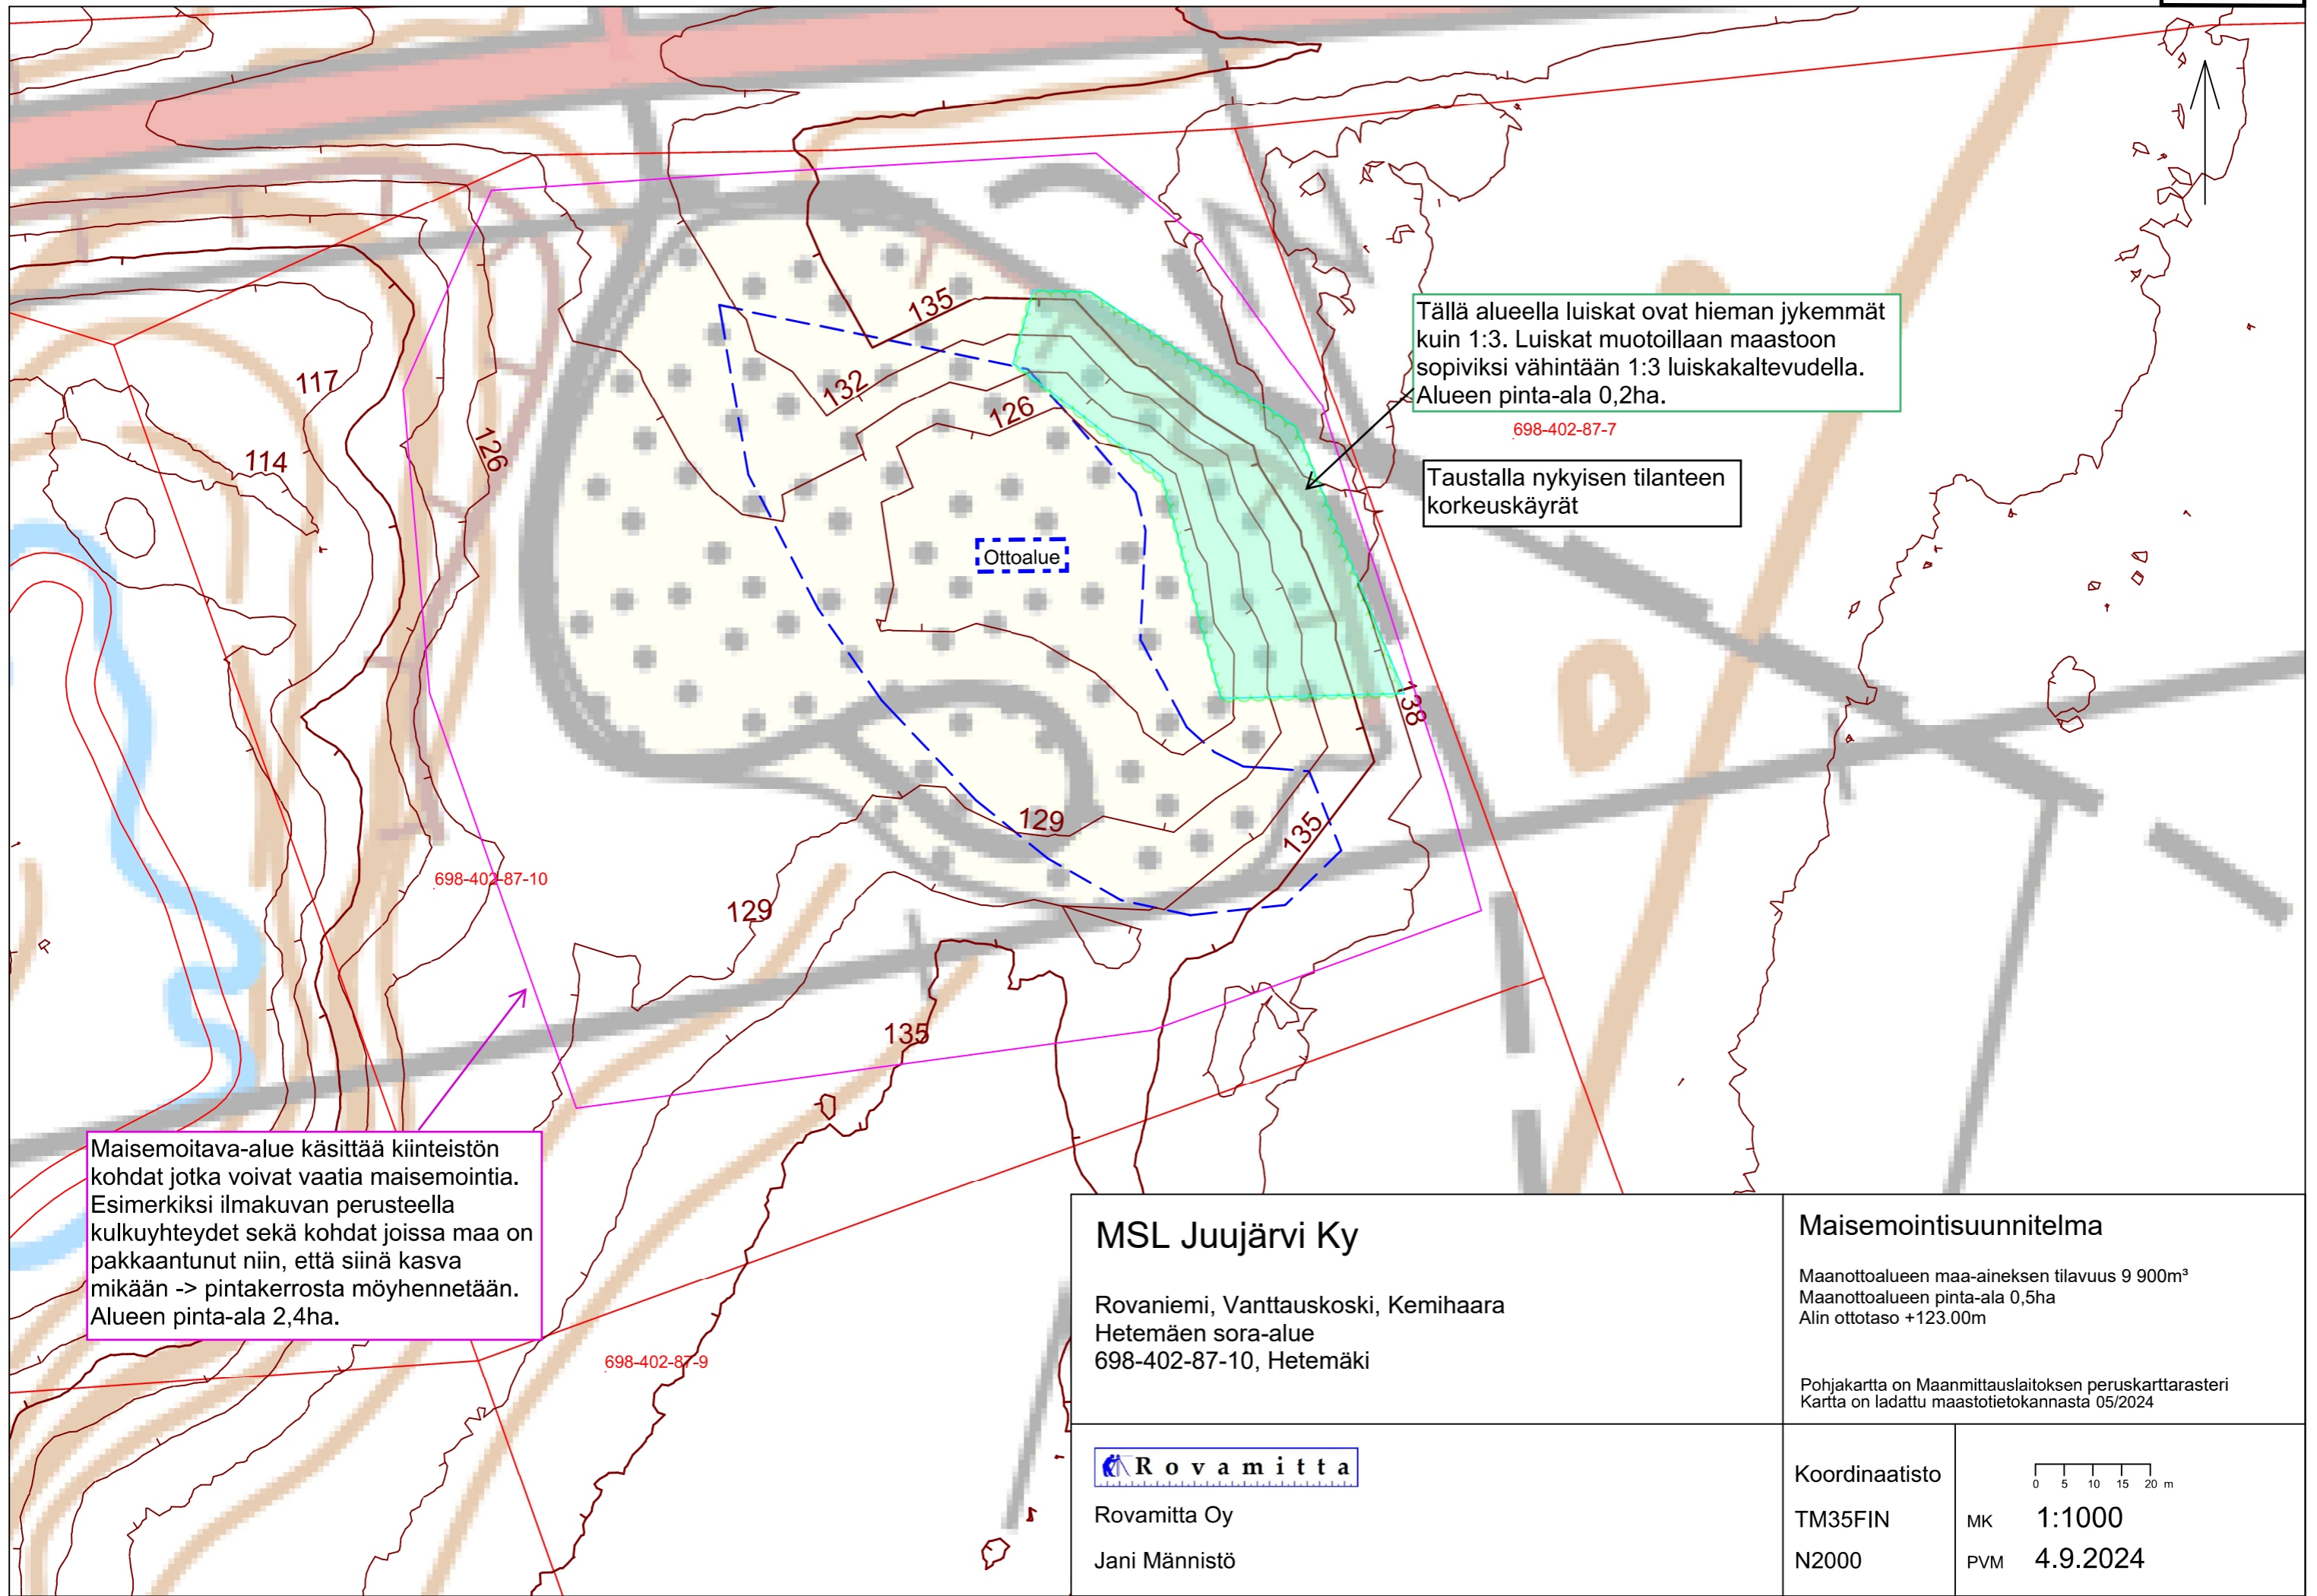 135
132
126
117
114
126
Ottoalue
138
129
135
129
135
698-402-87-10
698-402-87-9
Tällä alueella luiskat ovat hieman jykemmät
kuin 1:3. Luiskat muotoillaan maastoon
sopiviksi vähintään 1:3 luiskakaltevudella.
Alueen pinta-ala 0,2ha.
698-402-87-7
Taustalla nykyisen tilanteen
korkeuskäyrät
Maisemoitava-alue käsittää kiinteistön
kohdat jotka voivat vaatia maisemointia.
Esimerkiksi ilmakuvan perusteella
kulkuyhteydet sekä kohdat joissa maa on
pakkaantunut niin, että siinä kasva
mikään -> pintakerrosta möyhennetään.
Alueen pinta-ala 2,4ha.
MSL Juujärvi Ky
Rovaniemi, Vanttauskoski, Kemihaara
Hetemäen sora-alue
698-402-87-10, Hetemäki
Maisemointisuunnitelma
Maanottoalueen maa-aineksen tilavuus 9 900m³
Maanottoalueen pinta-ala 0,5ha
Alin ottotaso +123.00m
Pohjakartta on Maanmittauslaitoksen peruskarttarasteri
Kartta on ladattu maastotietokannasta 05/2024
Rovamitta
Rovamitta Oy
Jani Männistö
Koordinaatisto
TM35FIN
N2000
0 5 10 15 20 m
MK 1:1000
PVM 4.9.2024